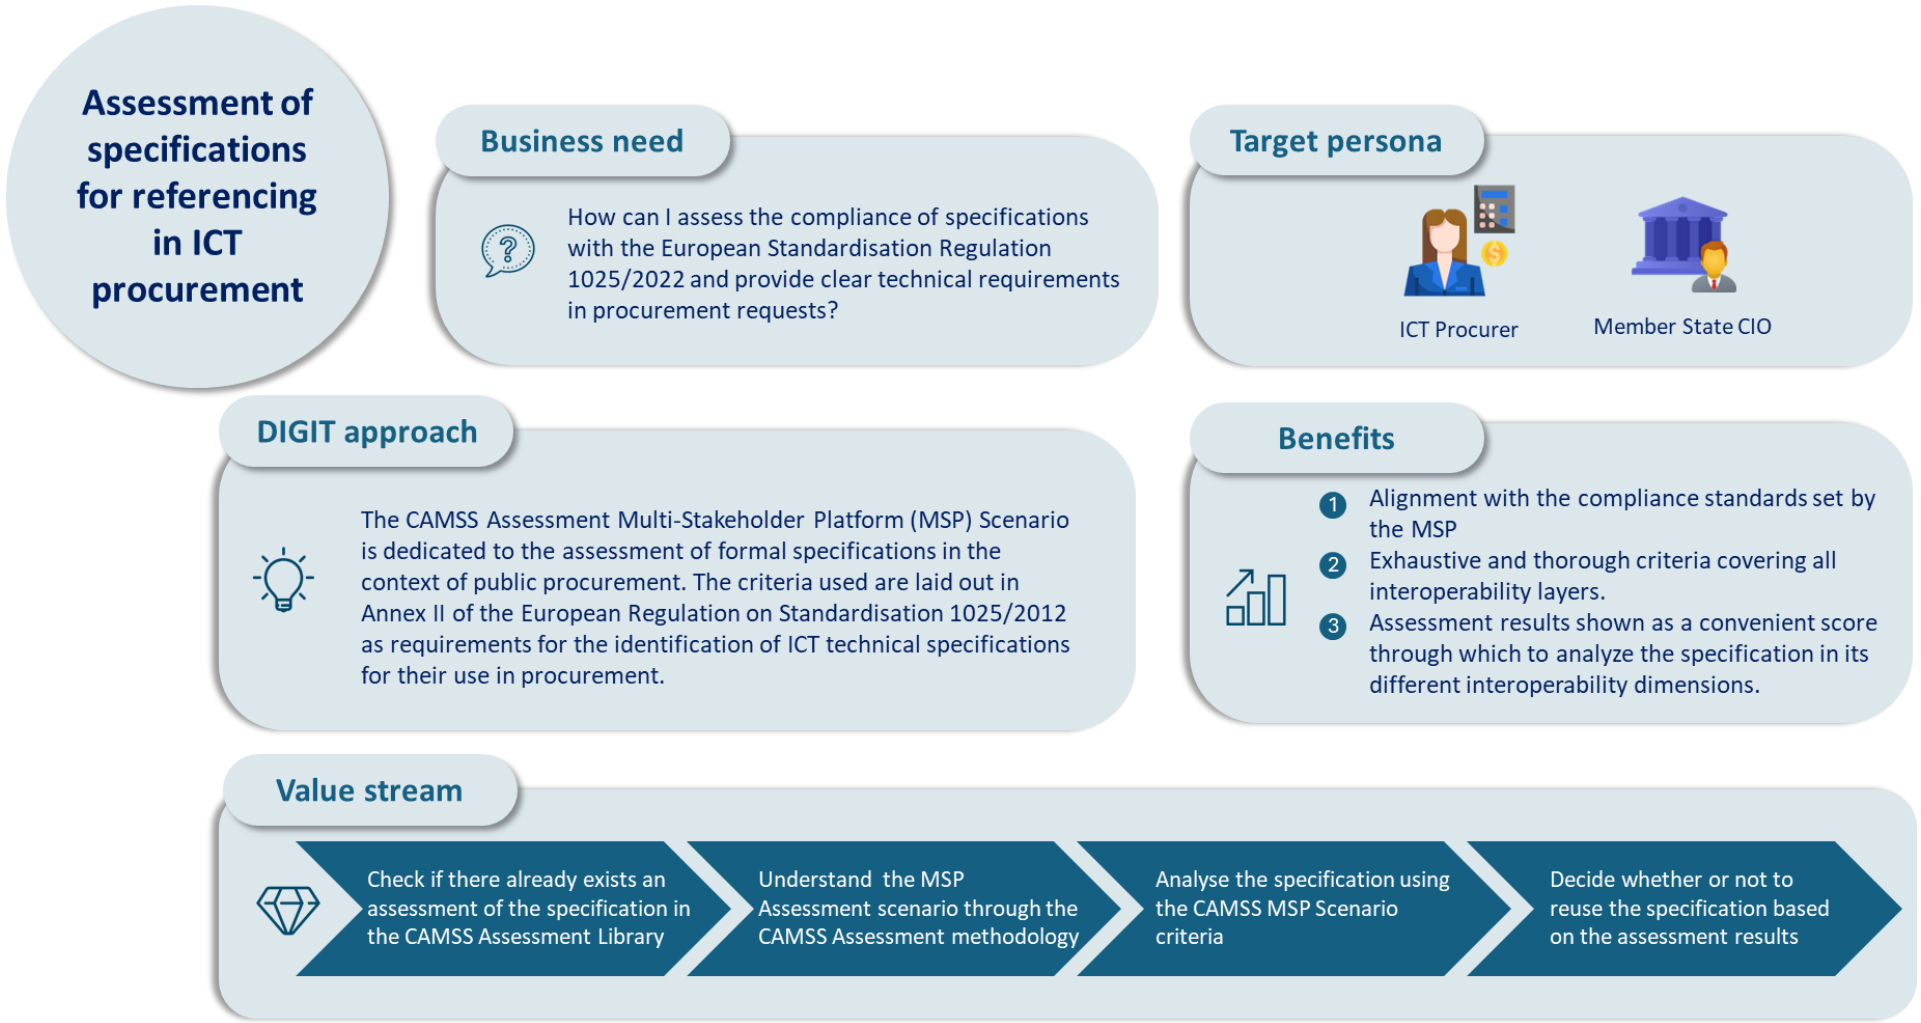 Assessment of
specifications
for referencing
in ICT
procurement
Business need
?
How can I assess the compliance of specifications
with the European Standardisation Regulation
1025/2022 and provide clear technical requirements
in procurement requests?
Target persona
$
ICT Procurer
Member State CIO
DIGIT approach
The CAMSS Assessment Multi-Stakeholder Platform (MSP) Scenario
is dedicated to the assessment of formal specifications in the
context of public procurement. The criteria used are laid out in
Annex II of the European Regulation on Standardisation 1025/2012
as requirements for the identification of ICT technical specifications
for their use in procurement.
Benefits
1 Alignment with the compliance standards set by
the MSP
2 Exhaustive and thorough criteria covering all
interoperability layers.
3 Assessment results shown as a convenient score
through which to analyze the specification in its
different interoperability dimensions.
Value stream
Check if there already exists an
assessment of the specification in
the CAMSS Assessment Library
Understand the MSP
Assessment scenario through the
CAMSS Assessment methodology
Analyse the specification using
the CAMSS MSP Scenario
criteria
Decide whether or not to
reuse the specification based
on the assessment results